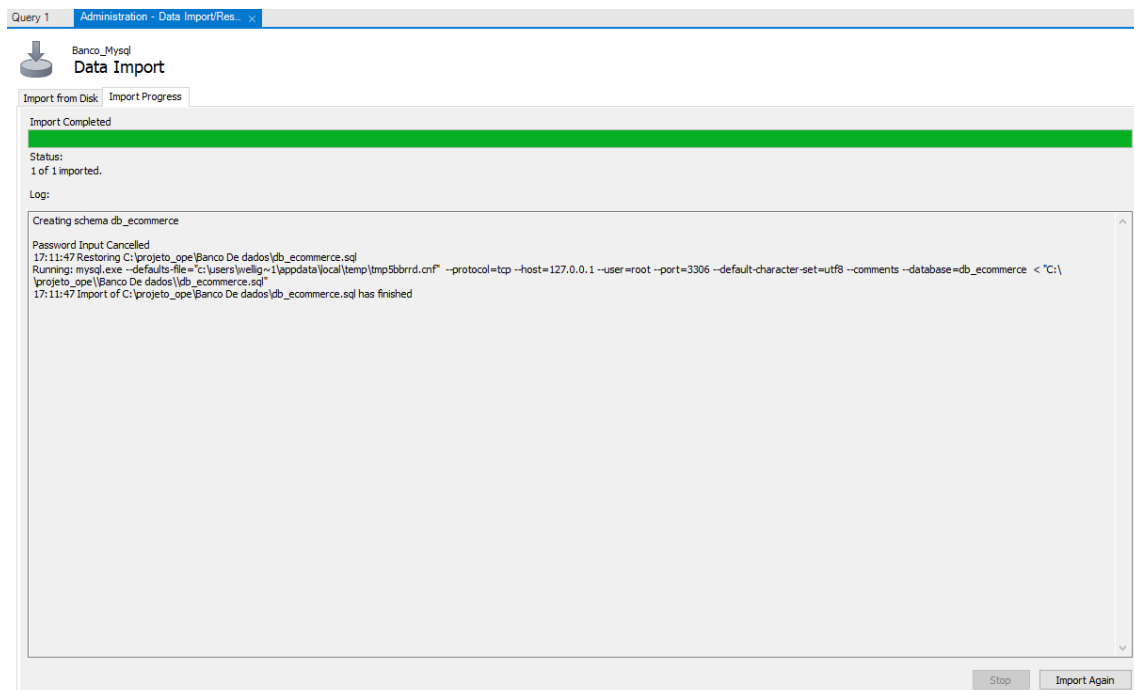 Query 1
Administration - Data Import/Res...
Banco_Mysql
Data Import
Import from Disk
Import Progress
Import Completed
Status:
1 of 1 imported.
Log:
Creating schema db_ecommerce
Password Input Cancelled
17:11:47 Restoring C:\projeto_ope\Banco De dados\db_ecommerce.sql
Running: mysql.exe --defaults-file="c:\users\wellig~1\appdata\local\temp\tmp5bbrrd.cnf" --protocol=tcp --host=127.0.0.1 --user=root --port=3306 --default-character-set=utf8 --comments --database=db_ecommerce < "C:\
\projeto_ope\\Banco De dados\\db_ecommerce.sql"
17:11:47 Import of C:\projeto_ope\Banco De dados\db_ecommerce.sql has finished
Stop
Import Again